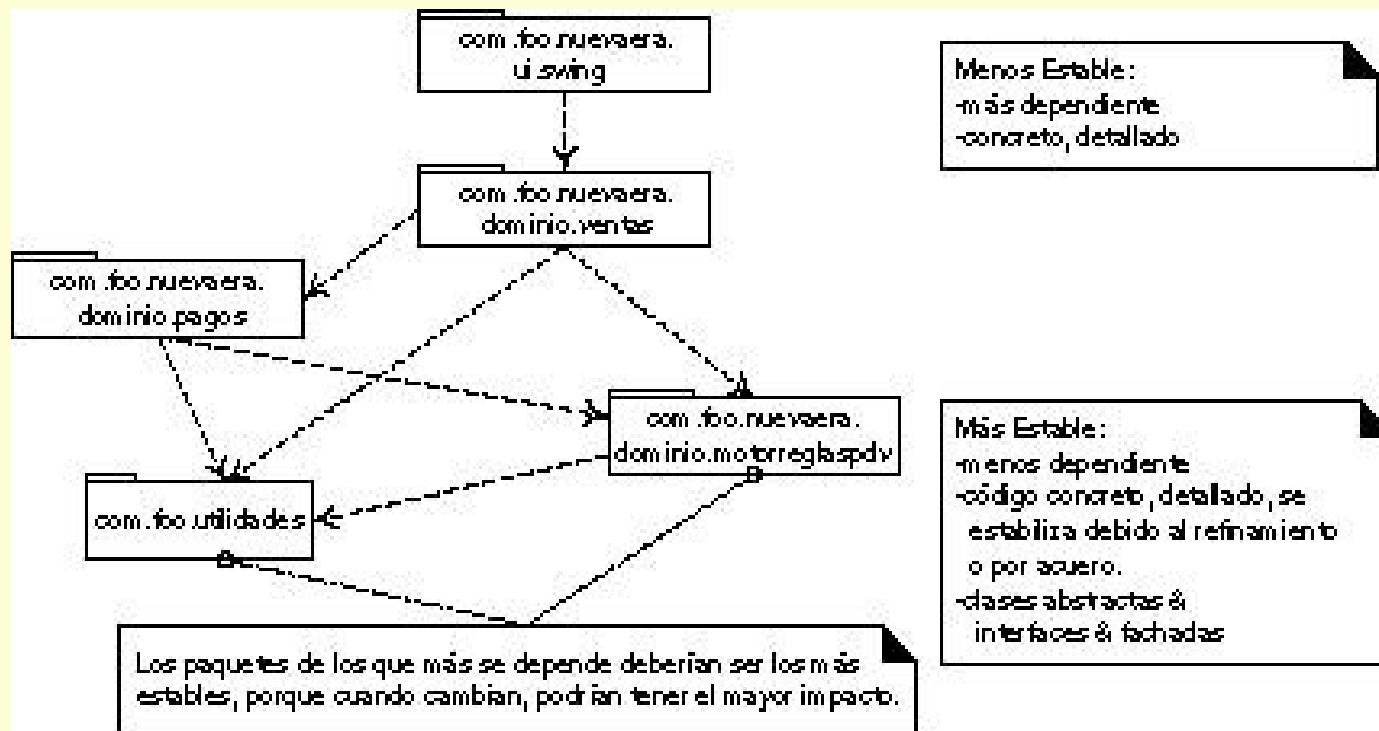 com.foo.nuevaera.
ui.swing
Menos Estable:
-más dependiente
-concreto, detallado
com.foo.nuevaera.
dominio.ventas
com.foo.nuevaera.
dominio.pagos
com.foo.nuevaera.
dominio.motorreglaspdv
com.foo.utilidades
Más Estable:
-menos dependiente
-código concreto, detallado, se
estabiliza debido al refinamiento
o por acuero.
-clases abstractas &
interfaces & fachadas
Los paquetes de los que más se depende deberían ser los más
estables, porque cuando cambian, podrían tener el mayor impacto.